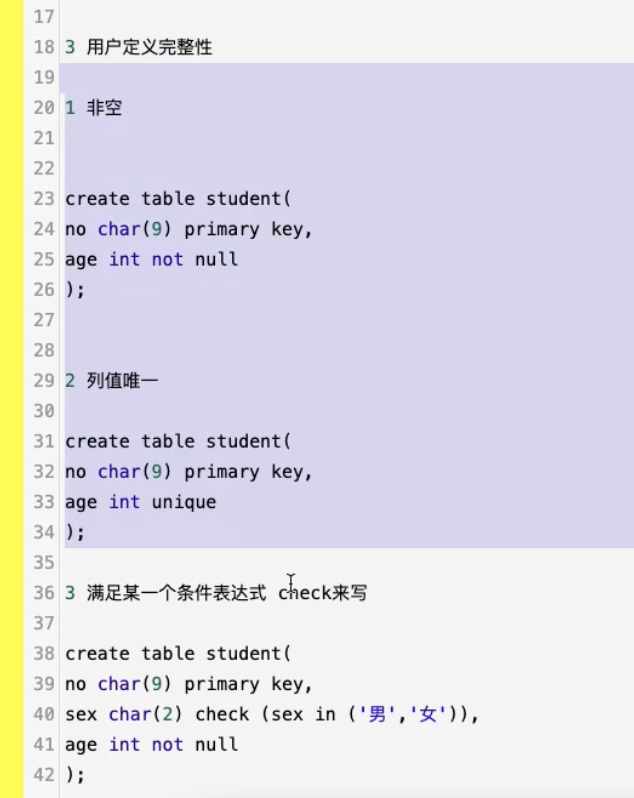 17
18 3 用户定义完整性
19
20 1 非空
21
22
23 create table student(
24 no char(9) primary key,
25 age int not null
26 );
27
28
29 2 列值唯一
30
31 create table student(
32 no char(9) primary key,
33 age int unique
34 );
35
36 3 满足某一个条件表达式 check来写
37
38 create table student(
39 no char(9) primary key,
40 sex char(2) check (sex in ('男','女')),
41 age int not null
42 );